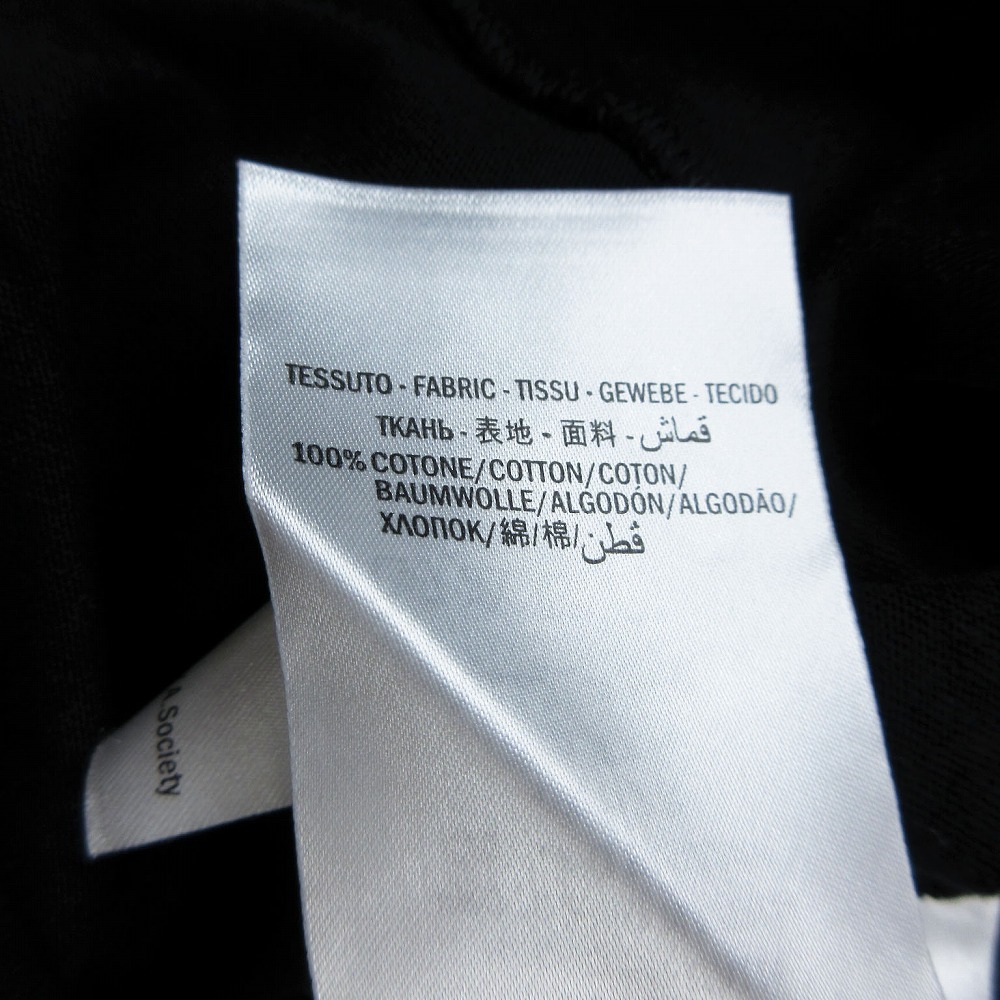 TESSUTO - FABRIC - TISSU - GEWEBE - TECIDO
ТКАНЬ - 表地 - 面料 - قماش
100% COTONE/COTTON/COTON/
BAUMWOLLE/ALGODÓN/ALGODÃO/
ХЛОПОК/綿/棉/قطن
A.Society